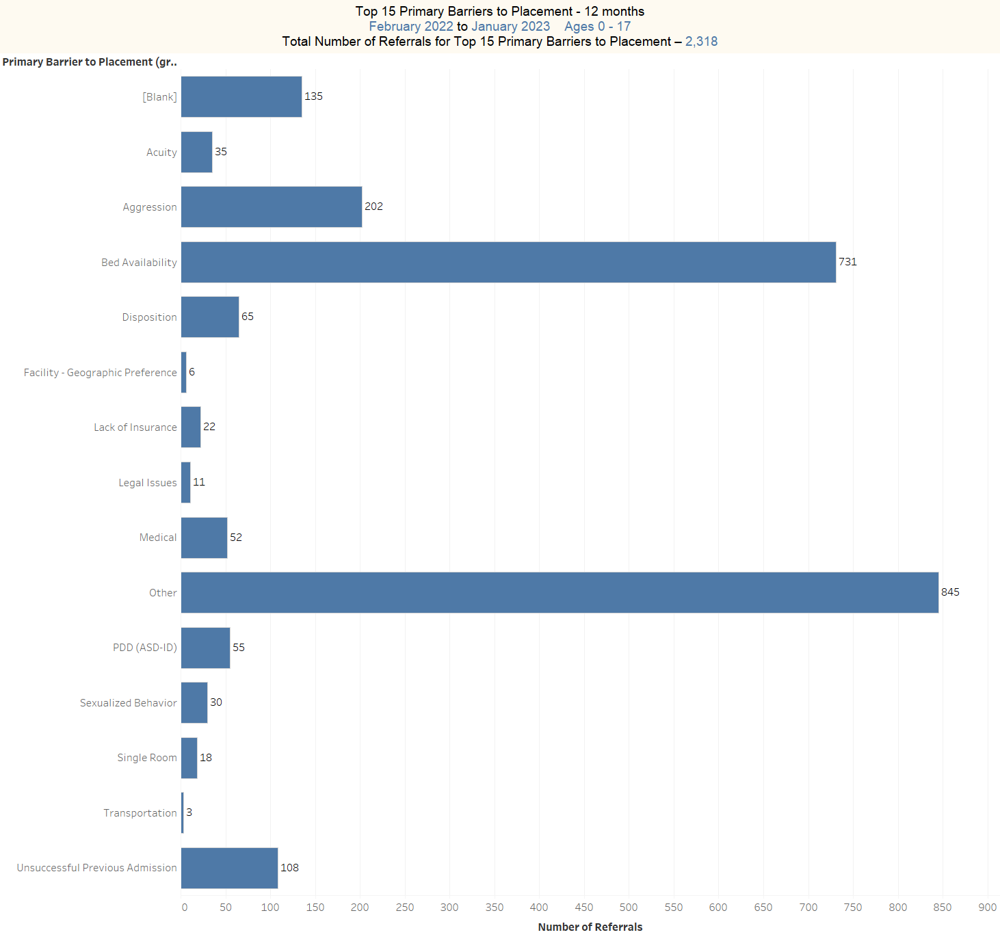 Top 15 Primary Barriers to Placement - 12 months
February 2022 to January 2023 Ages 0 - 17
Total Number of Referrals for Top 15 Primary Barriers to Placement – 2,318
Primary Barrier to Placement (gr..
[Blank] 135
Acuity 35
Aggression 202
Bed Availability 731
Disposition 65
Facility - Geographic Preference 6
Lack of Insurance 22
Legal Issues 11
Medical 52
Other 845
PDD (ASD-ID) 55
Sexualized Behavior 30
Single Room 18
Transportation 3
Unsuccessful Previous Admission 108
0 50 100 150 200 250 300 350 400 450 500 550 600 650 700 750 800 850 900
Number of Referrals